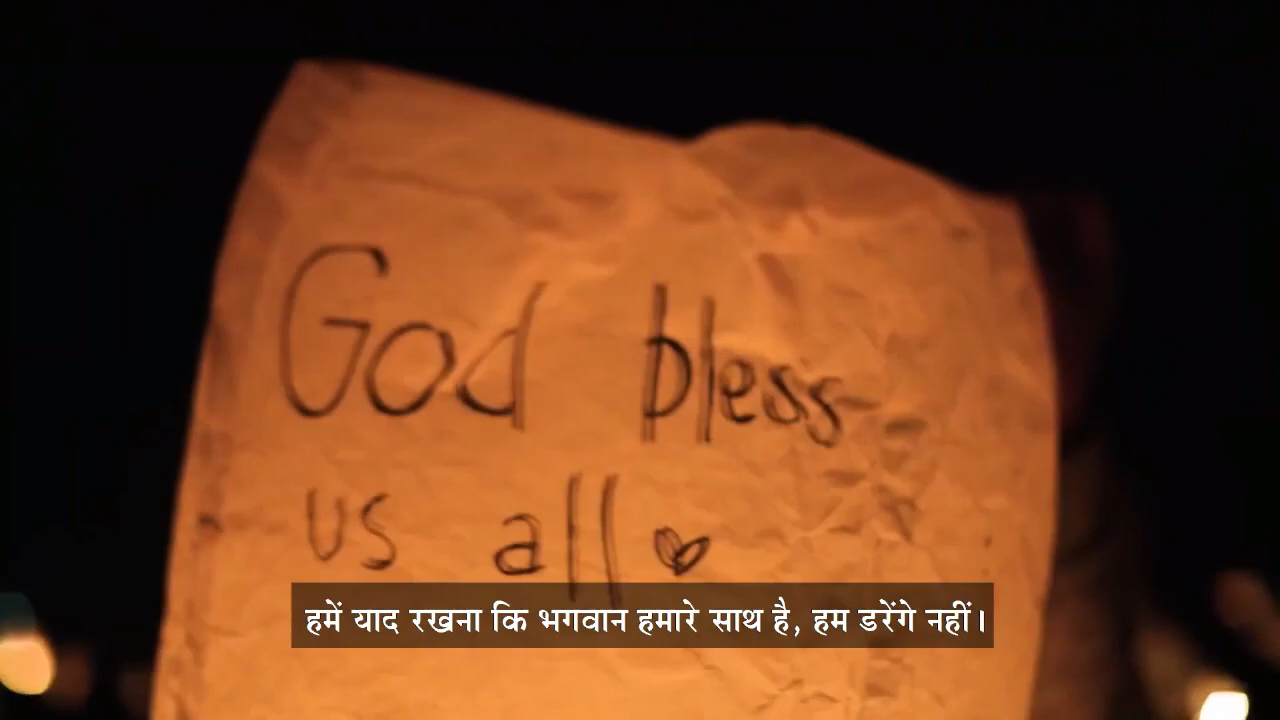 God bless
us all
हमें याद रखना कि भगवान हमारे साथ है, हम डरेंगे नहीं।